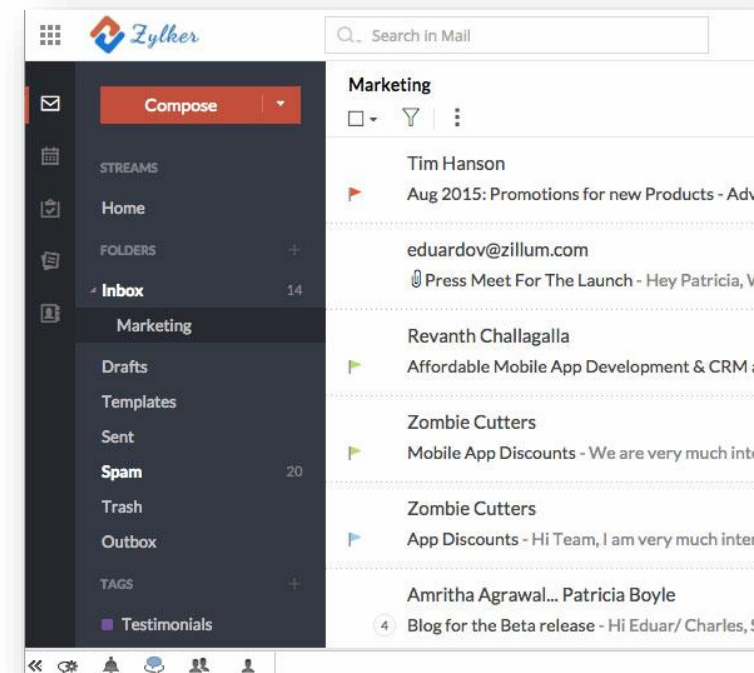 Zylker
Search in Mail
Compose
STREAMS
Home
FOLDERS
Inbox 14
Marketing
Drafts
Templates
Sent
Spam 20
Trash
Outbox
TAGS
Testimonials
Marketing
Tim Hanson
Aug 2015: Promotions for new Products - Adv
eduardov@zillum.com
Press Meet For The Launch - Hey Patricia, W
Revanth Challagalla
Affordable Mobile App Development & CRM a
Zombie Cutters
Mobile App Discounts - We are very much inte
Zombie Cutters
App Discounts - Hi Team, I am very much inter
Amritha Agrawal... Patricia Boyle
4 Blog for the Beta release - Hi Eduar/ Charles, S